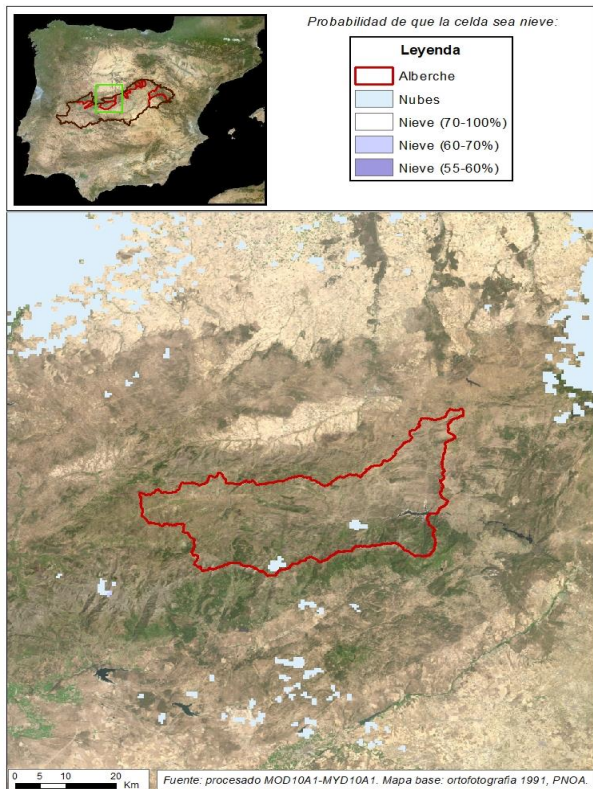 Probabilidad de que la celda sea nieve:
Leyenda
Alberche
Nubes
Nieve (70-100%)
Nieve (60-70%)
Nieve (55-60%)
0 5 10 20
Km
Fuente: procesado MOD10A1-MYD10A1. Mapa base: ortofotografia 1991, PNOA.